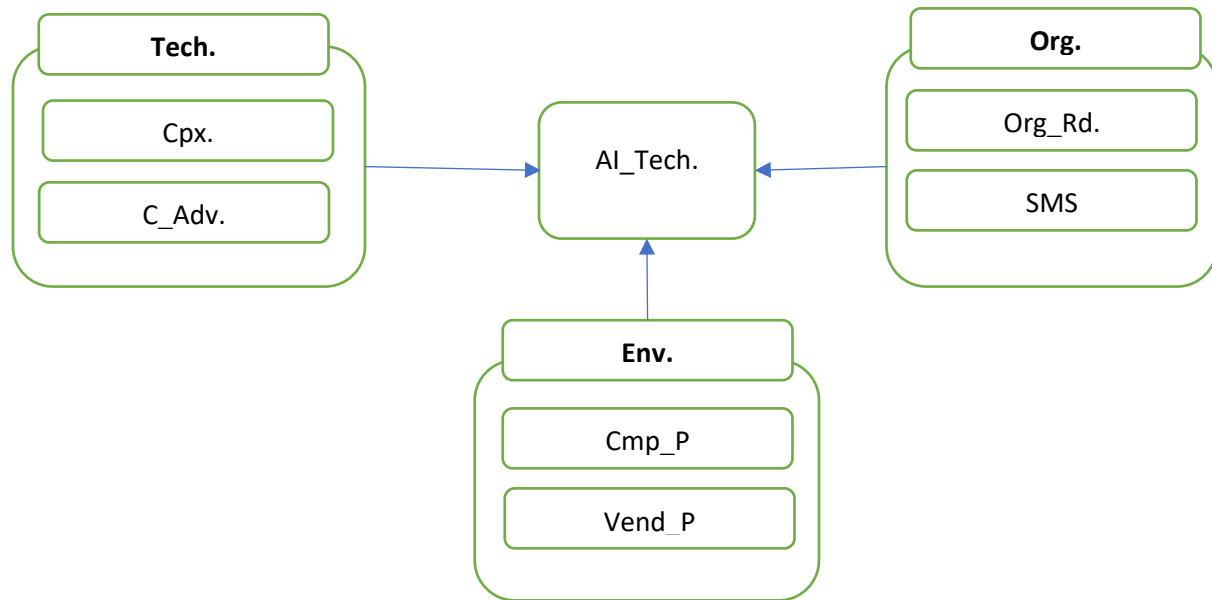 Tech.
Cpx.
C_Adv.
AI_Tech.
Org.
Org_Rd.
SMS
Env.
Cmp_P
Vend_P